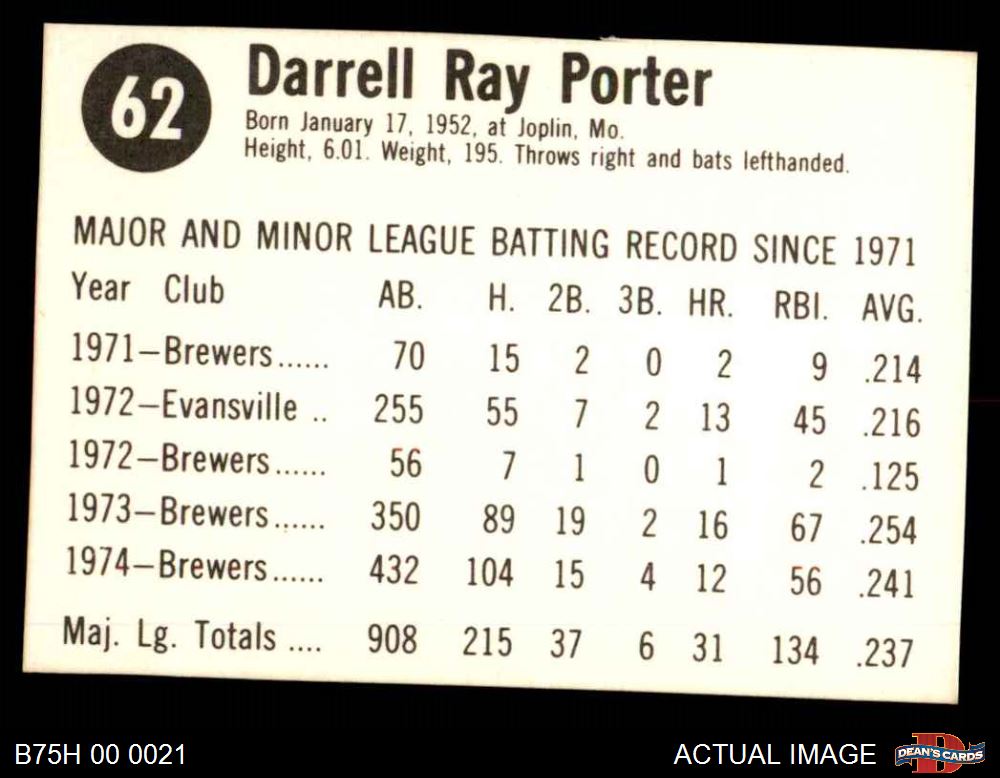 62
Darrell Ray Porter
Born January 17, 1952, at Joplin, Mo.
Height, 6.01. Weight, 195. Throws right and bats lefthanded.
MAJOR AND MINOR LEAGUE BATTING RECORD SINCE 1971
Year Club AB. H. 2B. 3B. HR. RBI. AVG.
1971—Brewers...... 70 15 2 0 2 9 .214
1972—Evansville .. 255 55 7 2 13 45 .216
1972—Brewers...... 56 7 1 0 1 2 .125
1973—Brewers...... 350 89 19 2 16 67 .254
1974—Brewers...... 432 104 15 4 12 56 .241
Maj. Lg. Totals .... 908 215 37 6 31 134 .237
B75H 00 0021 ACTUAL IMAGE D DEAN'S CARDS